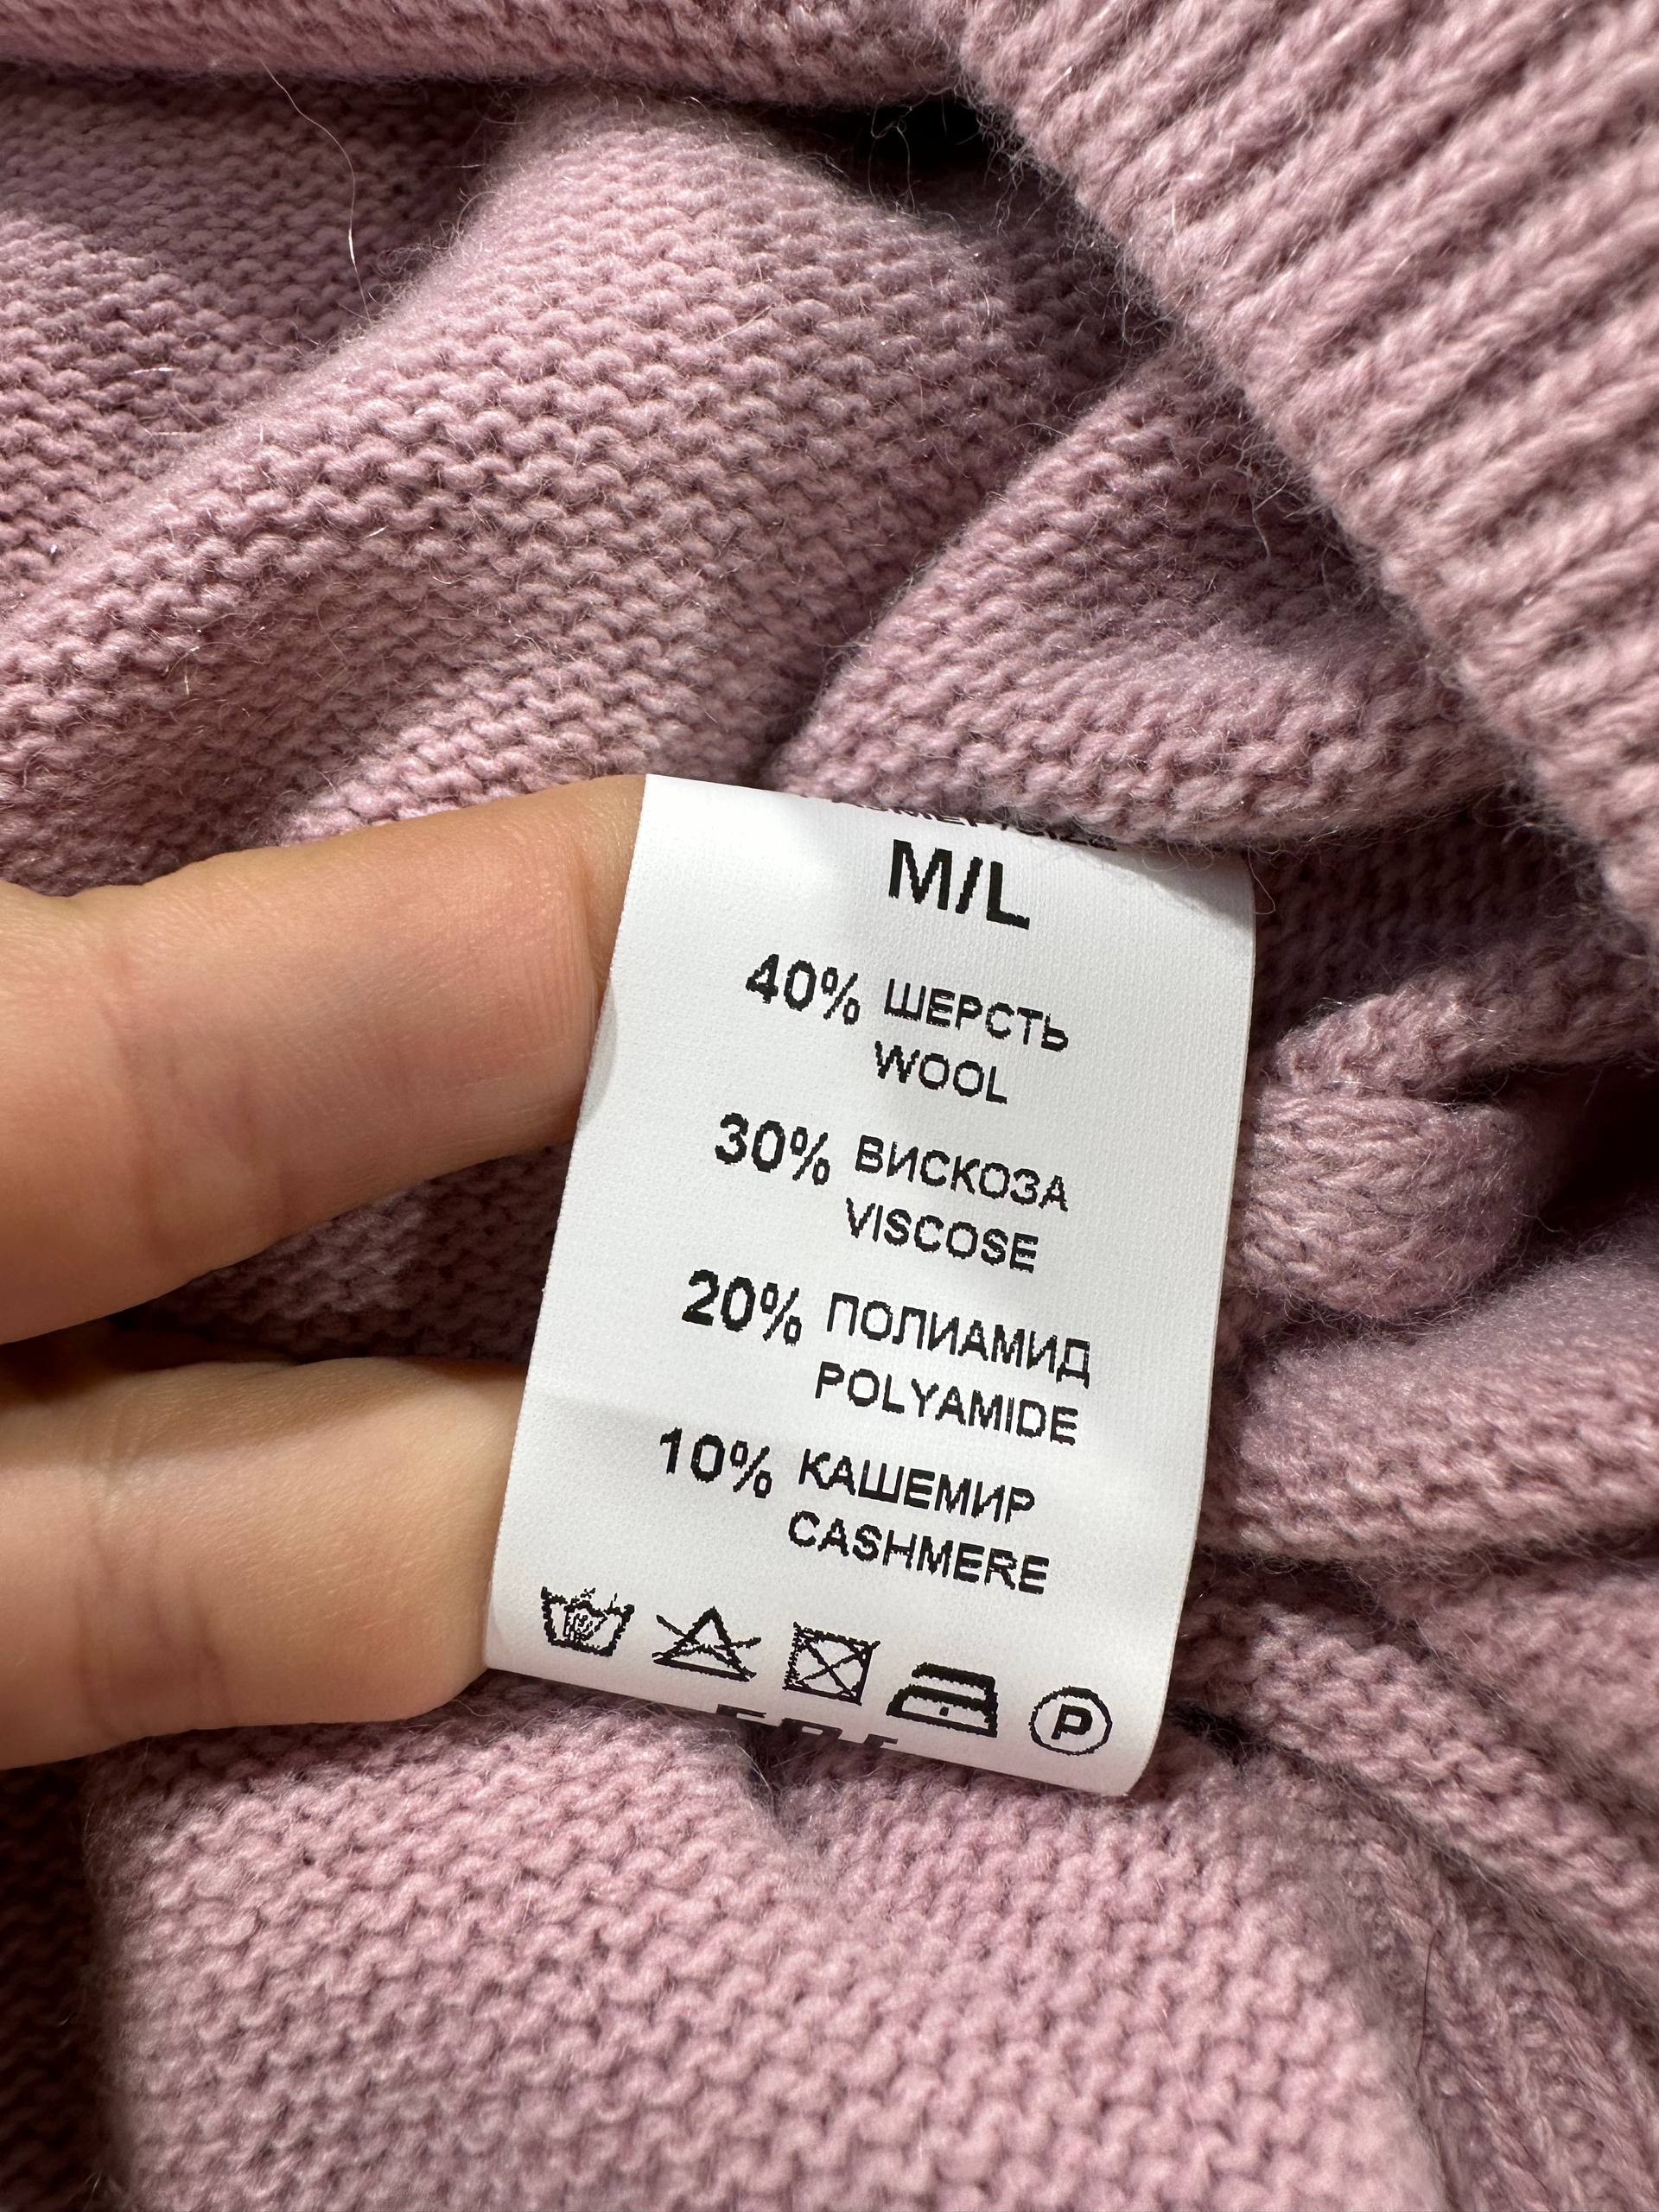 M/L
40% ШЕРСТЬ
WOOL
30% ВИСКОЗА
VISCOSE
20% ПОЛИАМИД
POLYAMIDE
10% КАШЕМИР
CASHMERE
P